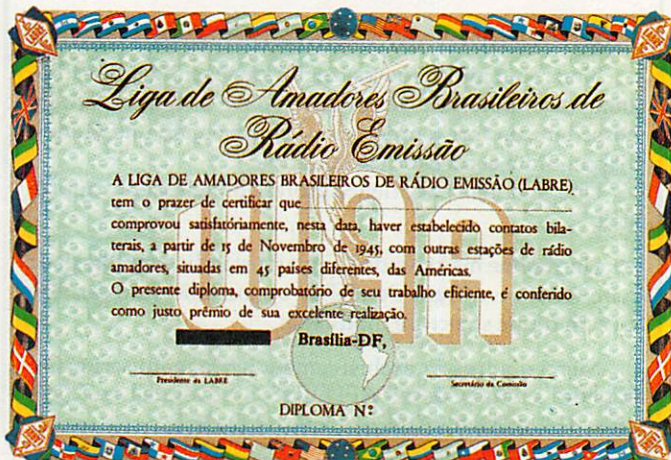 Liga de Amadores Brasileiros de
Rádio Emissão
A LIGA DE AMADORES BRASILEIROS DE RÁDIO EMISSÃO (LABRE)
tem o prazer de certificar que
comprovou satisfatóriamente, nesta data, haver estabelecido contatos bila-
terais, a partir de 15 de Novembro de 1945, com outras estações de rádio
amadores, situadas em 45 países diferentes, das Américas.
O presente diploma, comprobatório de seu trabalho eficiente, é conferido
como justo prêmio de sua excelente realização.
WAA
Brasília-DF,
Presidente da LABRE
Secretário da Comissão
DIPLOMA Nº